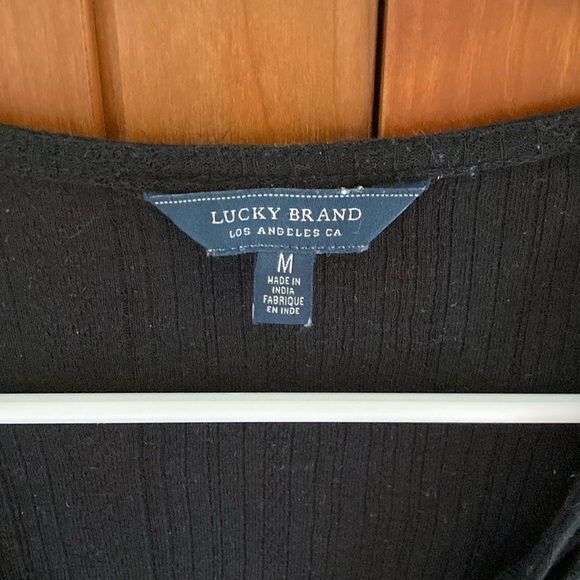 LUCKY BRAND
LOS ANGELES CA
M
MADE IN
INDIA
FABRIQUE
EN INDE